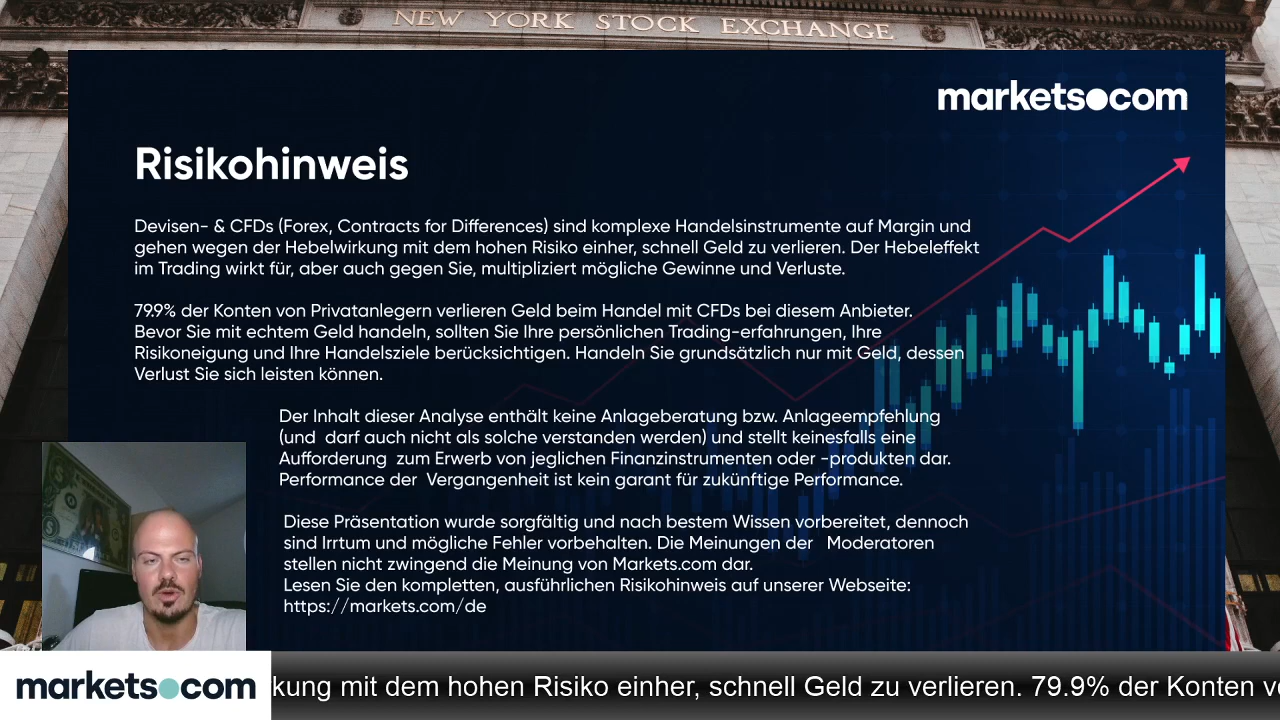 NEW YORK STOCK EXCHANGE
markets.com
Risikohinweis
Devisen- & CFDs (Forex, Contracts for Differences) sind komplexe Handelsinstrumente auf Margin und
gehen wegen der Hebelwirkung mit dem hohen Risiko einher, schnell Geld zu verlieren. Der Hebeleffekt
im Trading wirkt für, aber auch gegen Sie, multipliziert mögliche Gewinne und Verluste.
79.9% der Konten von Privatanlegern verlieren Geld beim Handel mit CFDs bei diesem Anbieter.
Bevor Sie mit echtem Geld handeln, sollten Sie Ihre persönlichen Trading-erfahrungen, Ihre
Risikoneigung und Ihre Handelsziele berücksichtigen. Handeln Sie grundsätzlich nur mit Geld, dessen
Verlust Sie sich leisten können.
Der Inhalt dieser Analyse enthält keine Anlageberatung bzw. Anlageempfehlung
(und darf auch nicht als solche verstanden werden) und stellt keinesfalls eine
Aufforderung zum Erwerb von jeglichen Finanzinstrumenten oder -produkten dar.
Performance der Vergangenheit ist kein garant für zukünftige Performance.
Diese Präsentation wurde sorgfältig und nach bestem Wissen vorbereitet, dennoch
sind Irrtum und mögliche Fehler vorbehalten. Die Meinungen der Moderatoren
stellen nicht zwingend die Meinung von Markets.com dar.
Lesen Sie den kompletten, ausführlichen Risikohinweis auf unserer Webseite:
https://markets.com/de
markets.com
kung mit dem hohen Risiko einher, schnell Geld zu verlieren. 79.9% der Konten v